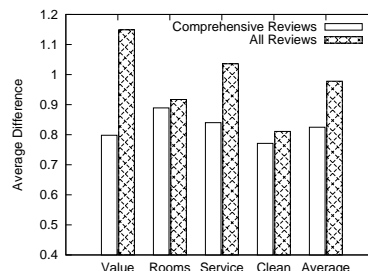 Comprehensive Reviews
All Reviews
1.2
1.1
1
0.9
0.8
0.7
0.6
0.5
0.4
Average Difference
Value Rooms Service Clean Average